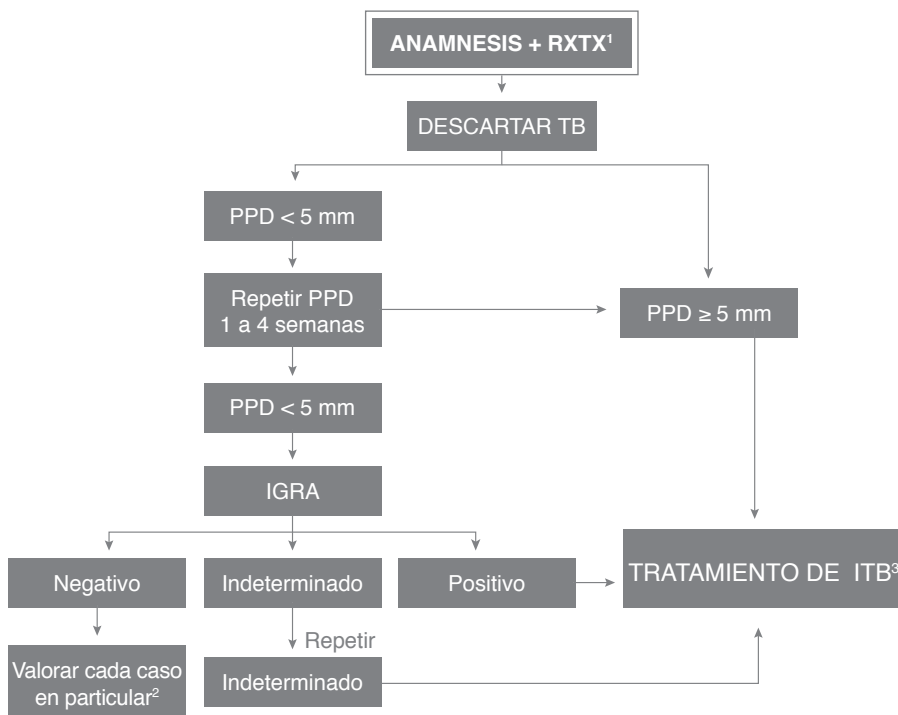 ANAMNESIS + RXTX¹
DESCARTAR TB
PPD < 5 mm
Repetir PPD
1 a 4 semanas
PPD ≥ 5 mm
PPD < 5 mm
IGRA
Negativo
Indeterminado
Positivo
TRATAMIENTO DE ITB³
Repetir
Valorar cada caso
en particular²
Indeterminado